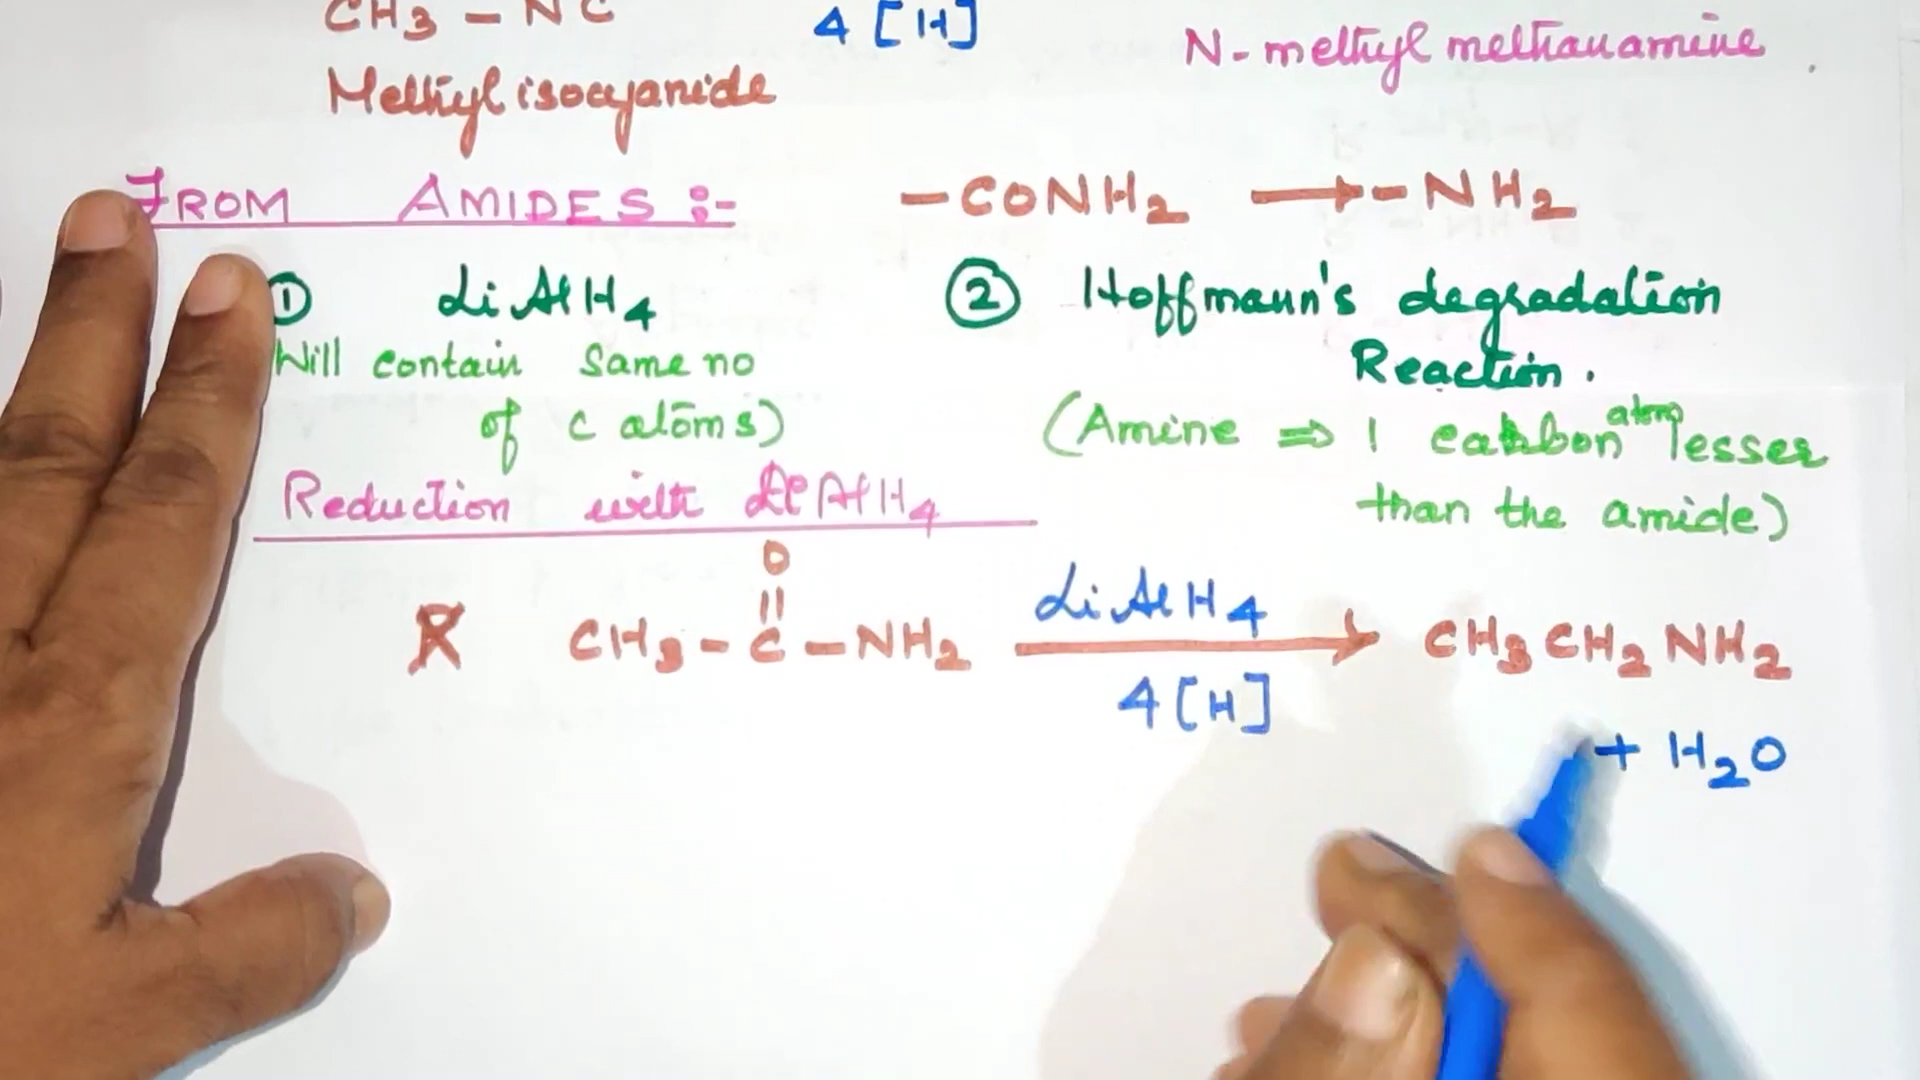 CH3 - NC
4 [H]
N-methyl methanamine
Methyl isocyanide
FROM AMIDES :-
-CONH2 → -NH2
① LiAlH4
Will contain same no
of C atoms)
② Hoffmann's degradation
Reaction.
(Amine ⇒ 1 carbon atom lesser
than the amide)
Reduction with LiAlH4
O
||
CH3 - C - NH2
LiAlH4
4 [H]
CH3CH2NH2
+ H2O